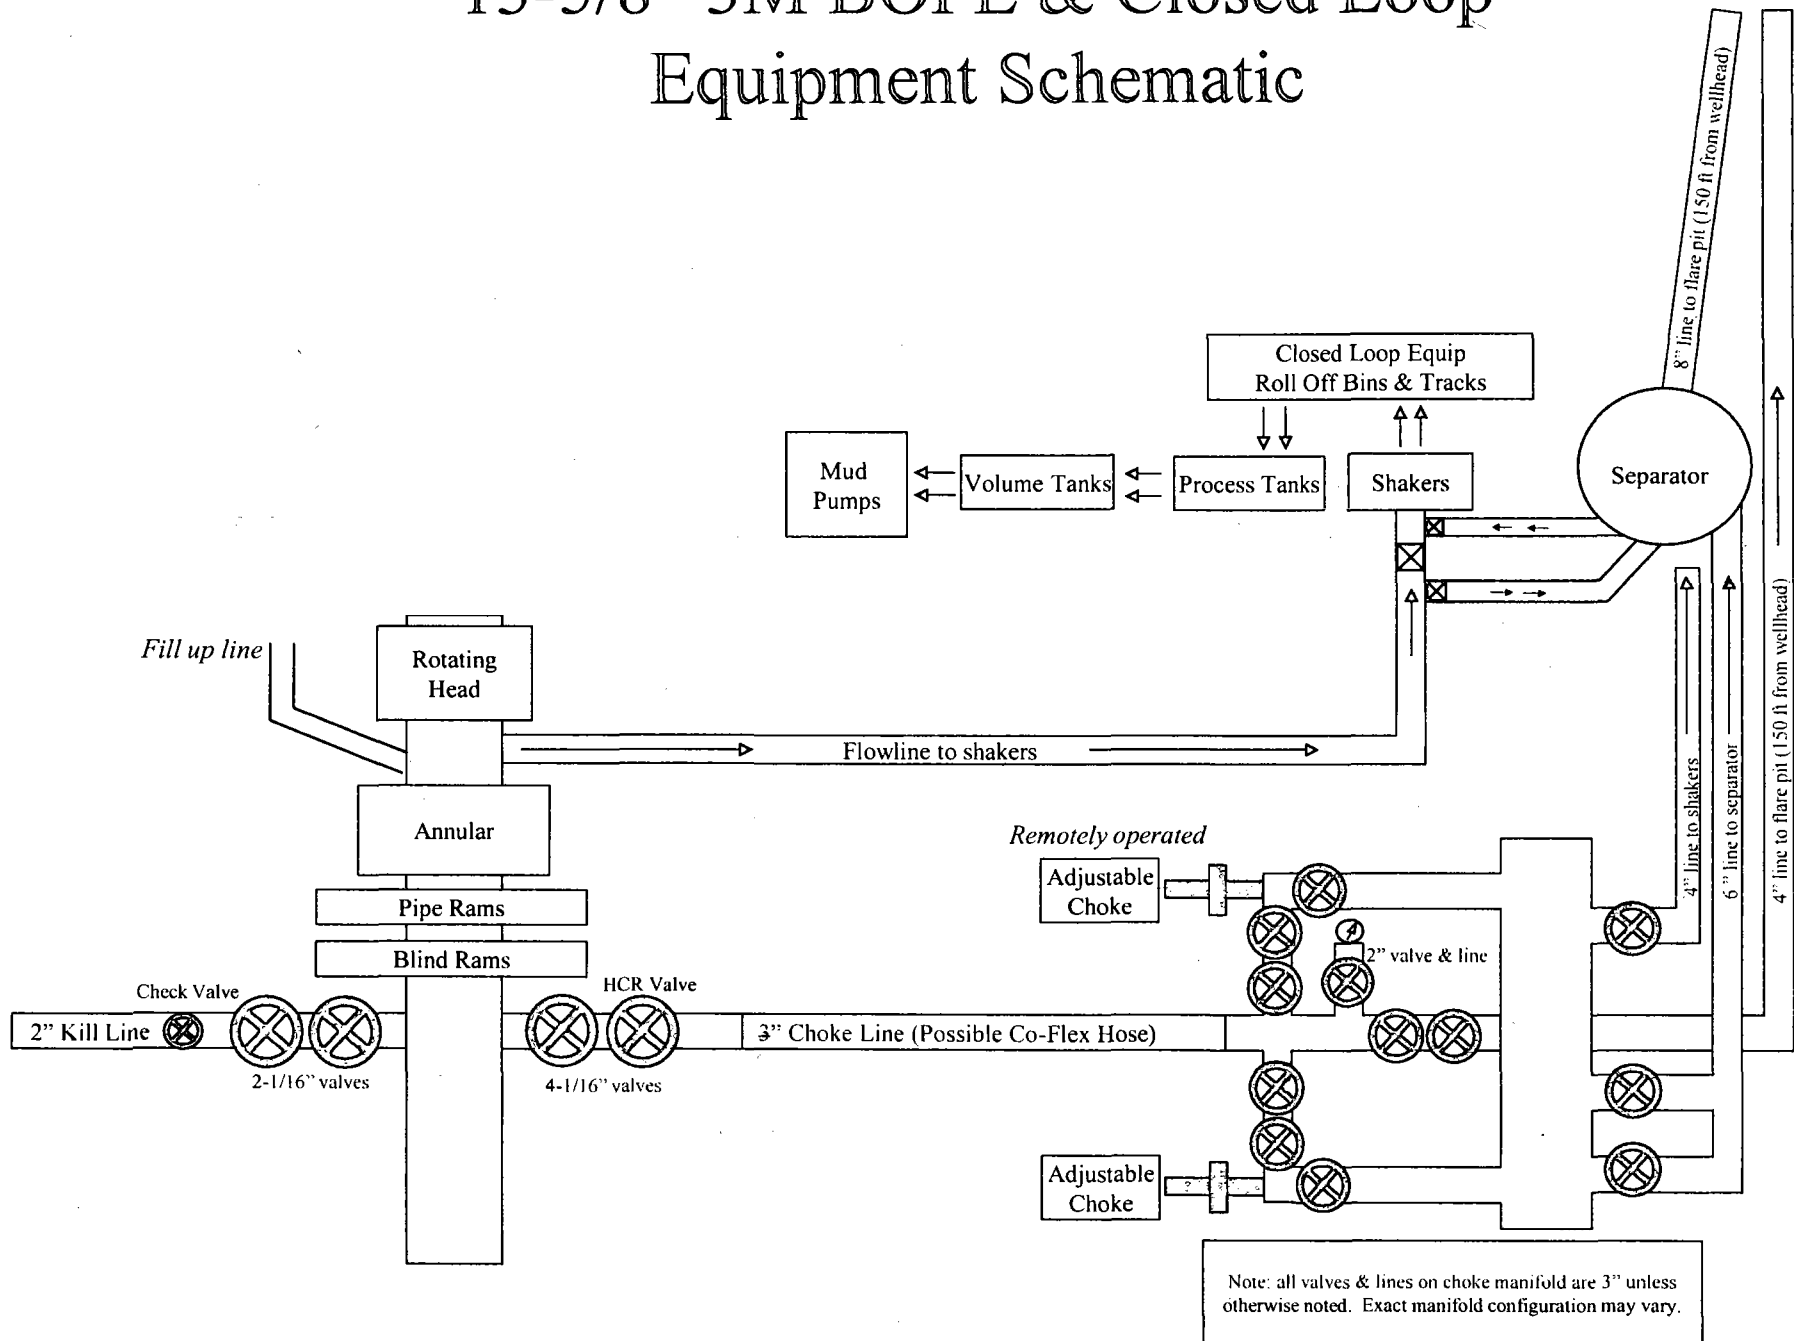 BOPE & Closed Loop
Equipment Schematic
8” line to flare pit (150 ft from wellhead)
Closed Loop Equip
Roll Off Bins & Tracks
Mud
Pumps
Volume Tanks
Process Tanks
Shakers
Separator
Fill up line
Rotating
Head
Flowline to shakers
Annular
Pipe Rams
Blind Rams
Remotely operated
Adjustable
Choke
4” line to shakers
6” line to separator
4” line to flare pit (150 ft from wellhead)
2” valve & line
Check Valve
HCR Valve
2” Kill Line
3” Choke Line (Possible Co-Flex Hose)
2-1/16” valves
4-1/16” valves
Adjustable
Choke
Note: all valves & lines on choke manifold are 3” unless
otherwise noted. Exact manifold configuration may vary.